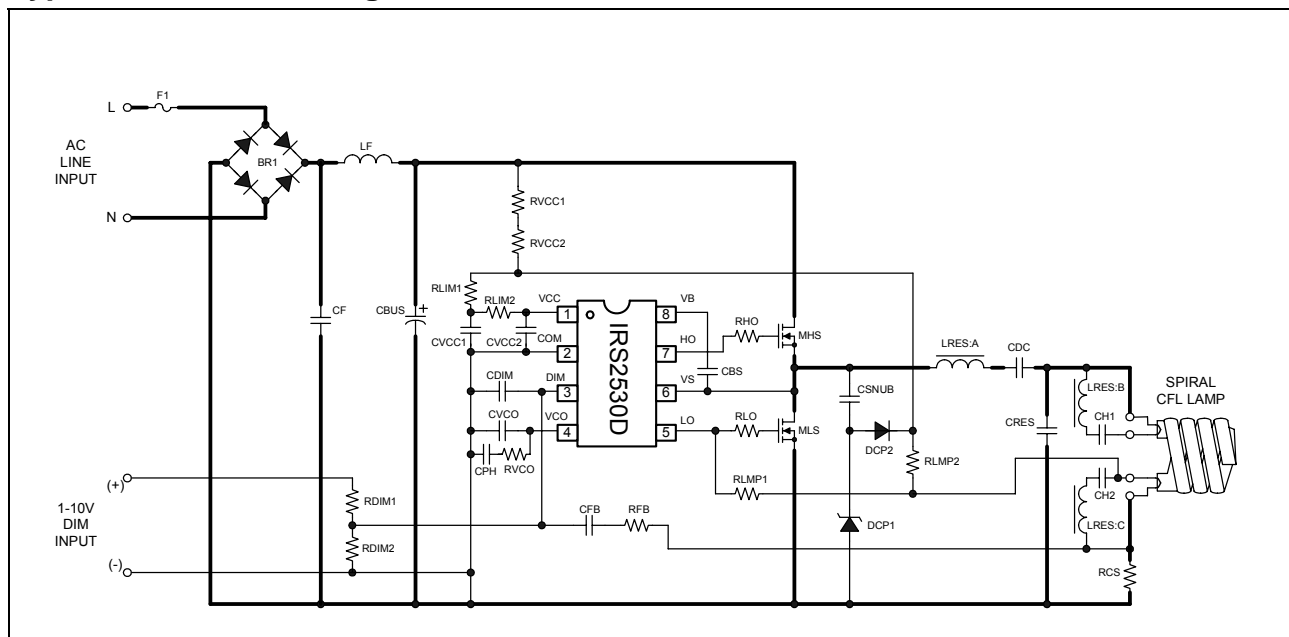 L
F1
AC
LINE
INPUT
BR1
LF
N
RVCC1
RVCC2
RLIM1
RLIM2
VCC
VB
CF
CBUS
+
1
8
RHO
MHS
CVCC1
CVCC2
COM
HO
2
7
IRS2530D
LRES:A
CDC
CDIM
DIM
CBS
VS
3
6
CSNUB
LRES:B
SPIRAL
CFL LAMP
CVCO
VCO
LO
RLO
4
5
MLS
CH1
CRES
CPH
RVCO
DCP2
RLMP1
RLMP2
CH2
(+)
1-10V
DIM
INPUT
(-)
RDIM1
RDIM2
CFB
RFB
DCP1
LRES:C
RCS